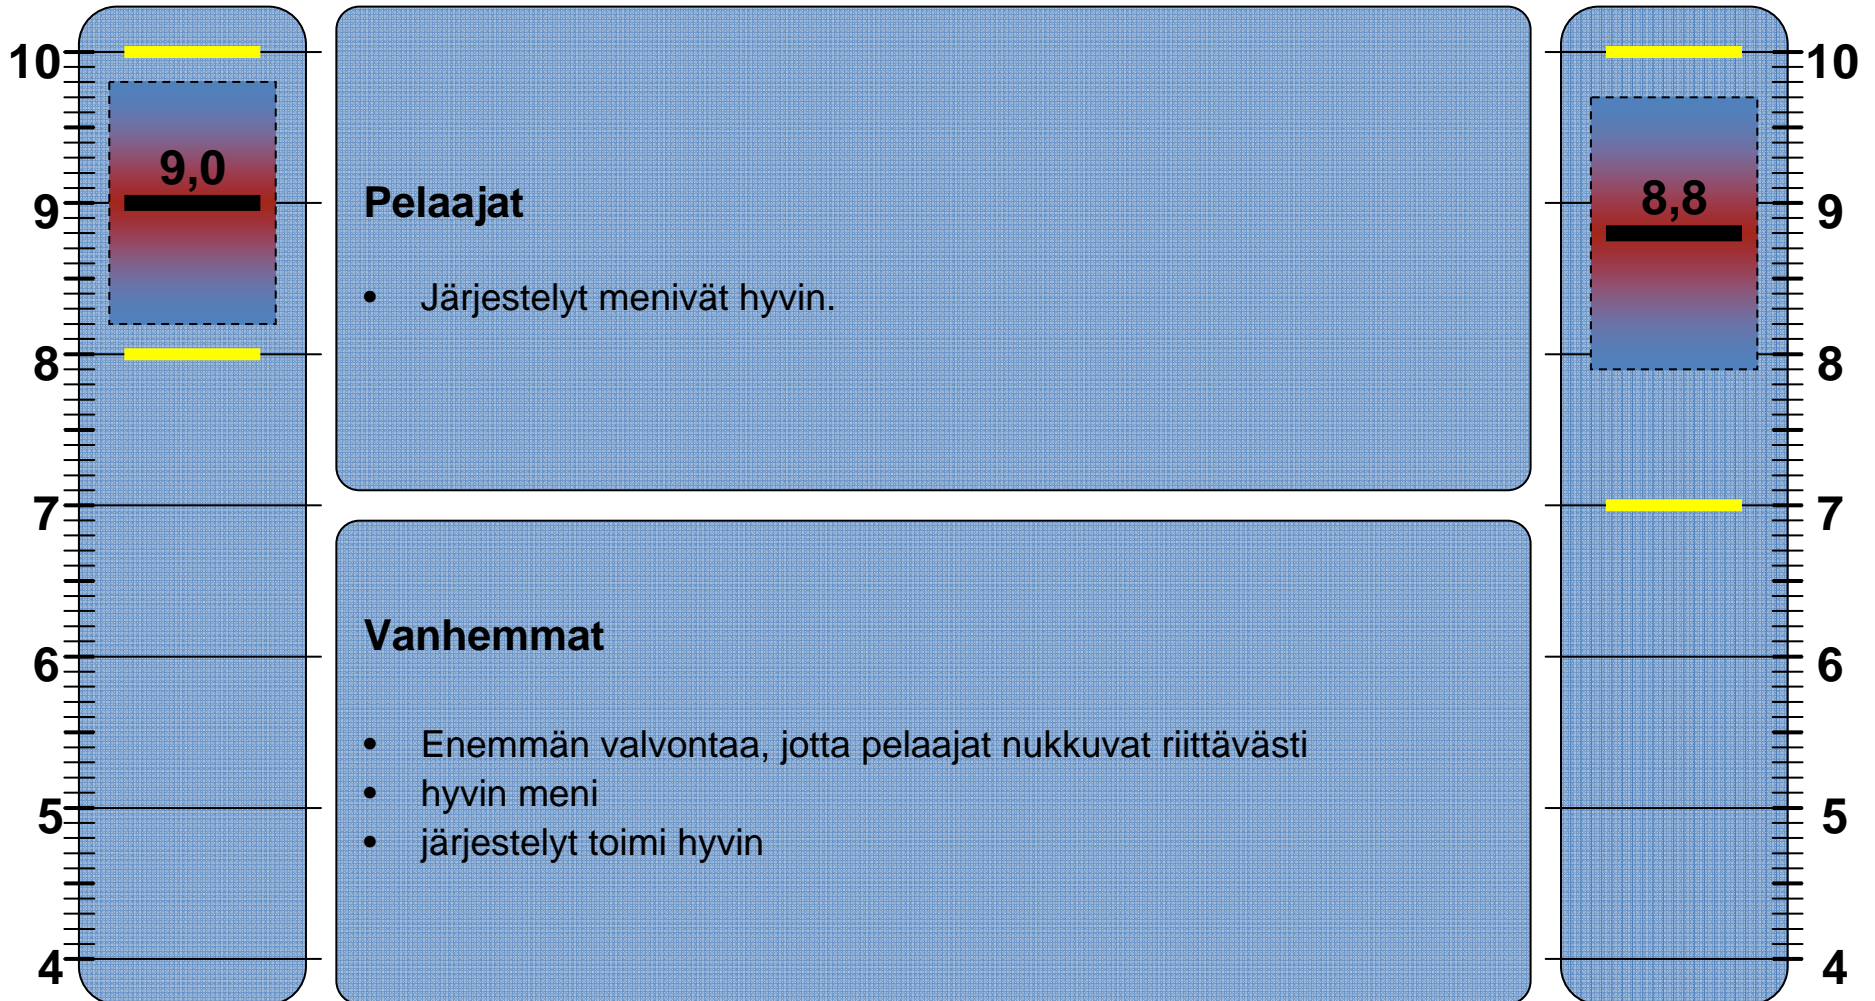 10
9,0
9
8
7
6
5
4
Pelaajat
• Järjestelyt menivät hyvin.
Vanhemmat
• Enemmän valvontaa, jotta pelaajat nukkuvat riittävästi
• hyvin meni
• järjestelyt toimi hyvin
10
8,8
9
8
7
6
5
4